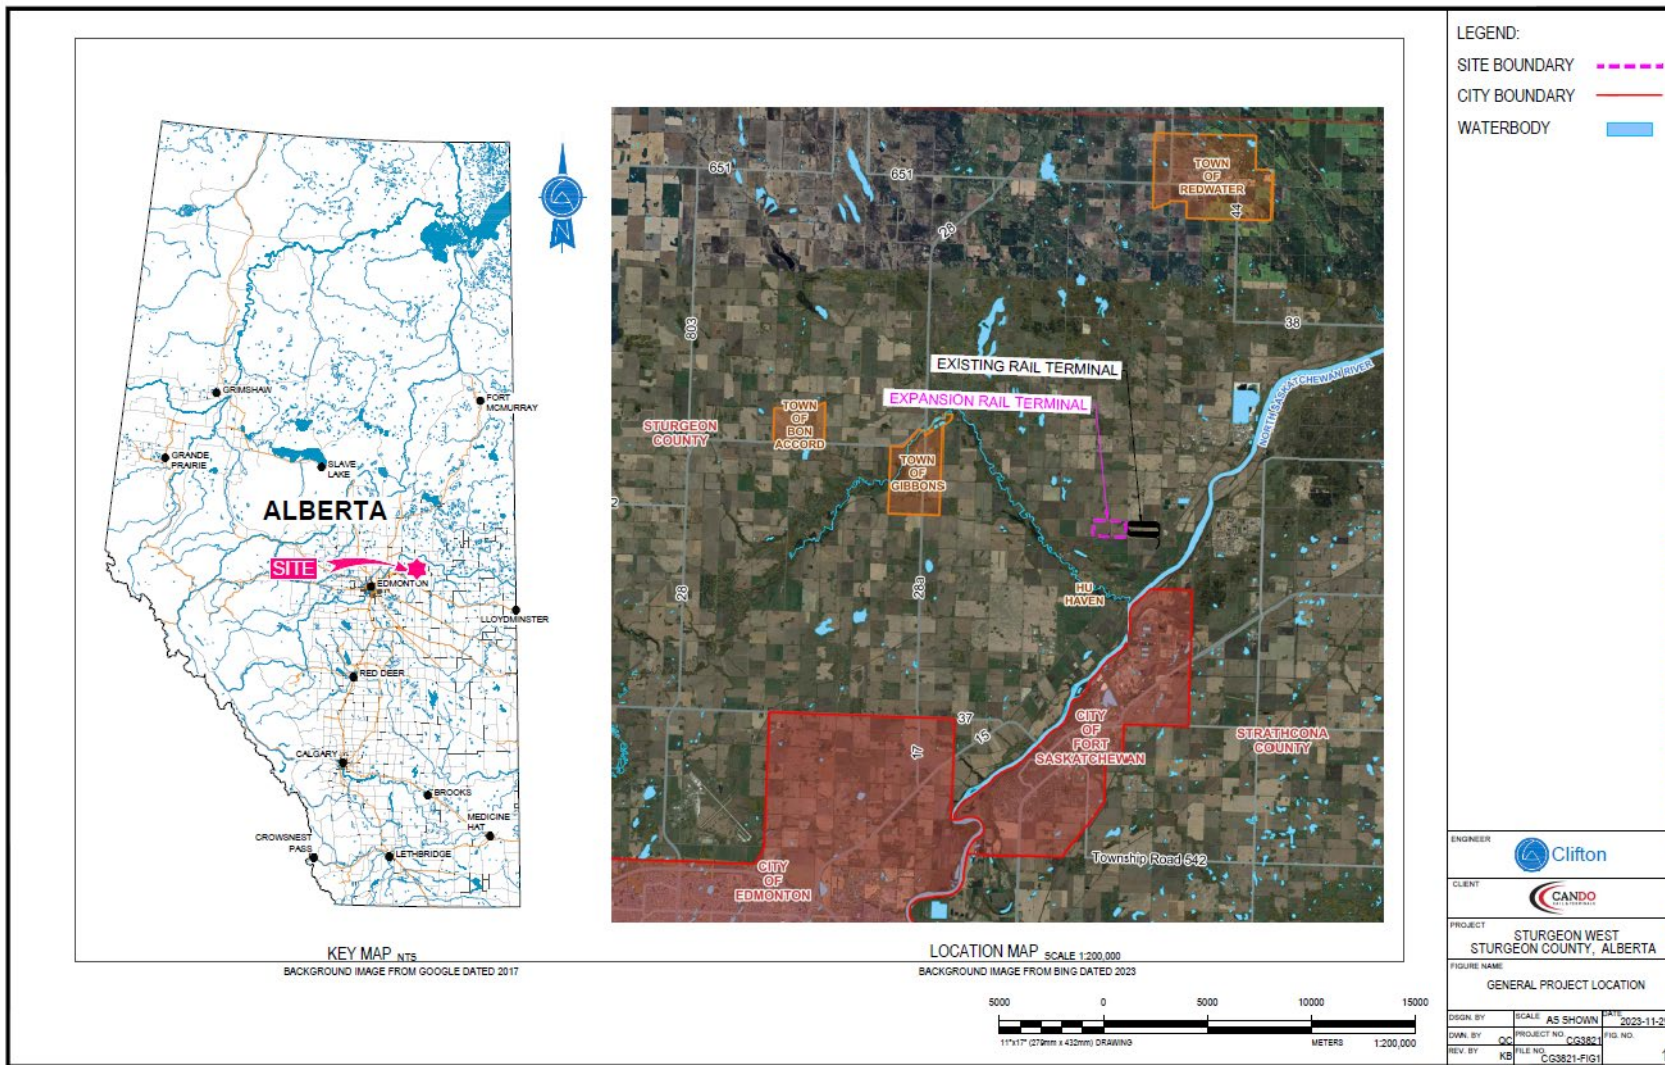 LEGEND:
SITE BOUNDARY
CITY BOUNDARY
WATERBODY
GRIMSHAW
FORT
MCMURRAY
GRANDE
PRAIRIE
SLAVE
LAKE
ALBERTA
SITE
EDMONTON
LLOYDMINSTER
RED DEER
CALGARY
BROOKS
MEDICINE
HAT
CROWSNEST
PASS
LETHBRIDGE
N
KEY MAP NTS
BACKGROUND IMAGE FROM GOOGLE DATED 2017
651
651
TOWN
OF
REDWATER
44
28
803
38
EXISTING RAIL TERMINAL
EXPANSION RAIL TERMINAL
NORTH SASKATCHEWAN RIVER
STURGEON
COUNTY
TOWN
OF
BON
ACCORD
TOWN
OF
GIBBONS
2
28
28a
HU
HAVEN
37
15
17
CITY
OF
FORT
SASKATCHEWAN
STRATHCONA
COUNTY
CITY
OF
EDMONTON
Township Road 542
LOCATION MAP SCALE 1:200,000
BACKGROUND IMAGE FROM BING DATED 2023
5000 0 5000 10000 15000
11"x17" (279mm x 432mm) DRAWING METERS 1:200,000
ENGINEER
Clifton
CLIENT
CANDO
PROJECT
STURGEON WEST
STURGEON COUNTY, ALBERTA
FIGURE NAME
GENERAL PROJECT LOCATION
DSGN. BY SCALE AS SHOWN DATE 2023-11-2
DWN. BY QC PROJECT NO. CG3821 FIG. NO.
REV. BY KB FILE NO. CG3821-FIG1 1